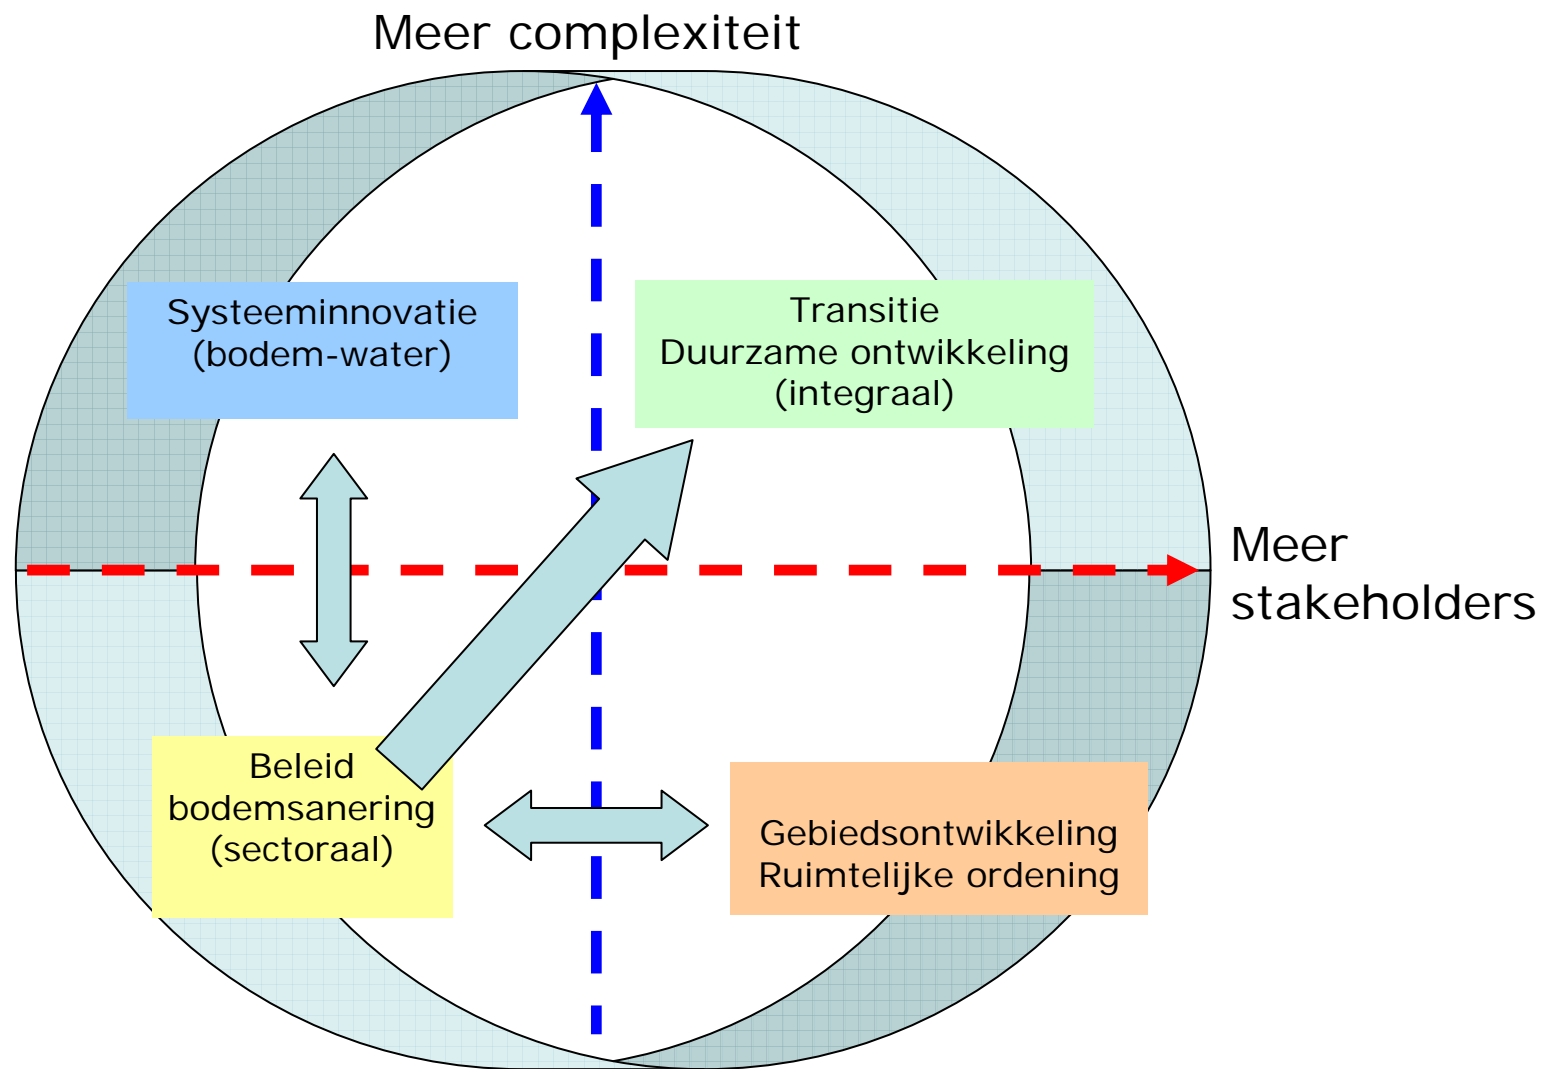 Meer complexiteit
Systeeminnovatie
(bodem-water)
Transitie
Duurzame ontwikkeling
(integraal)
Meer
stakeholders
Beleid
bodemsanering
(sectoraal)
Gebiedsontwikkeling
Ruimtelijke ordening